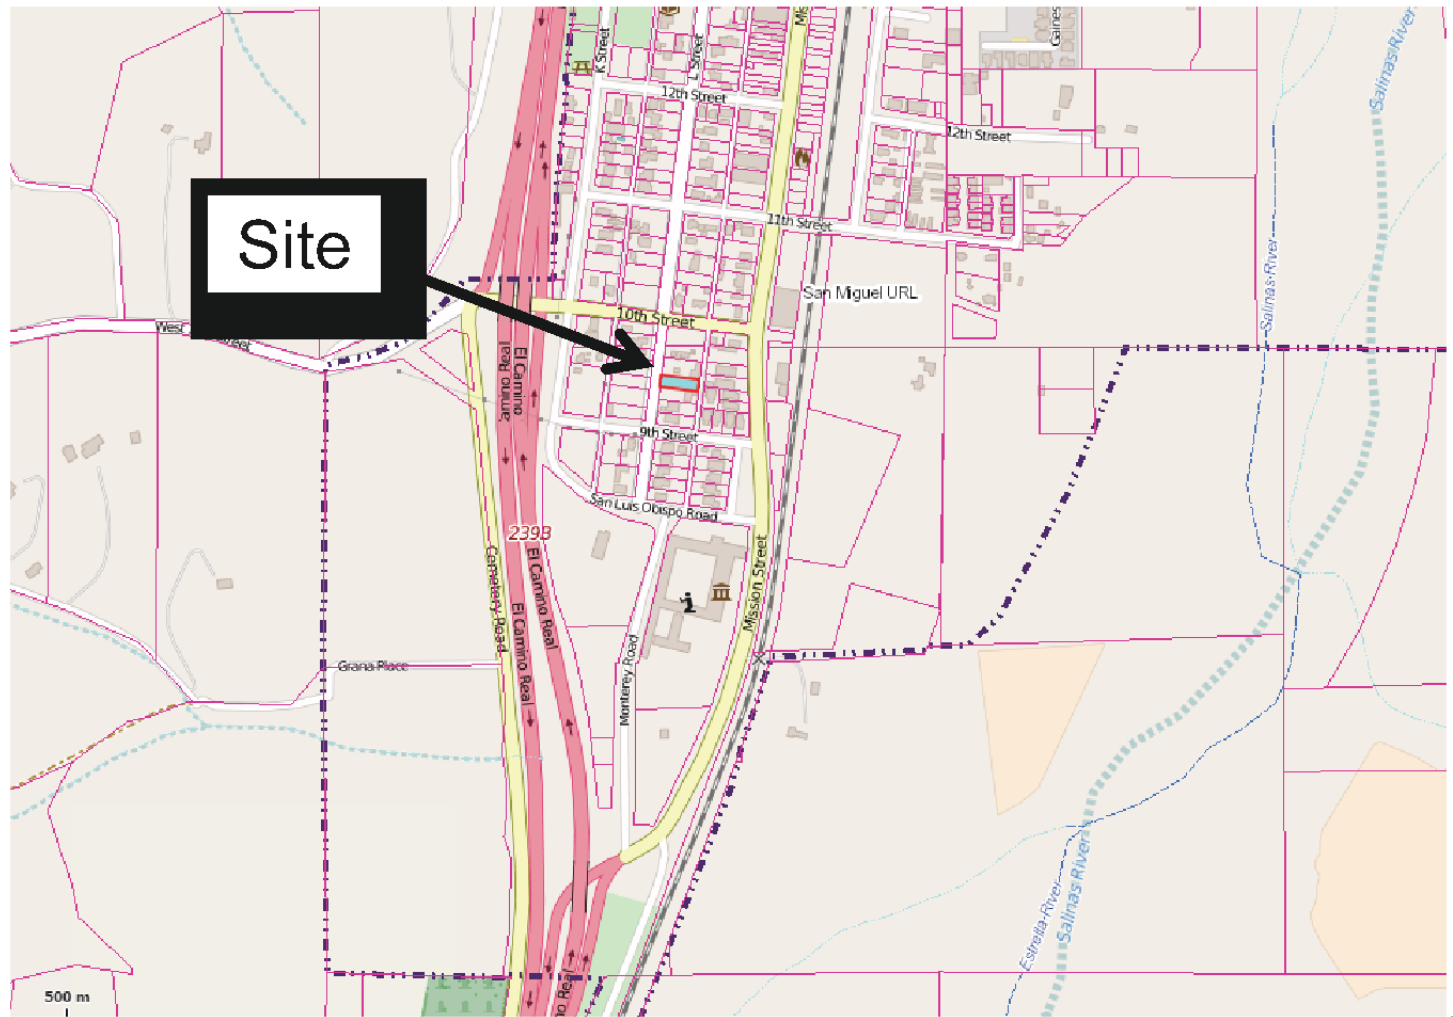 K Street
L Street
Gaines
Salinas River
12th Street
12th Street
11th Street
Site
Salinas River
San Miguel URL
10th Street
West
El Camino Real
9th Street
San Luis Obispo Road
2393
Cemetery Road
El Camino Real
El Camino Real
Mission Street
Monterey Road
Grana Place
Estrella River
Salinas River
500 m